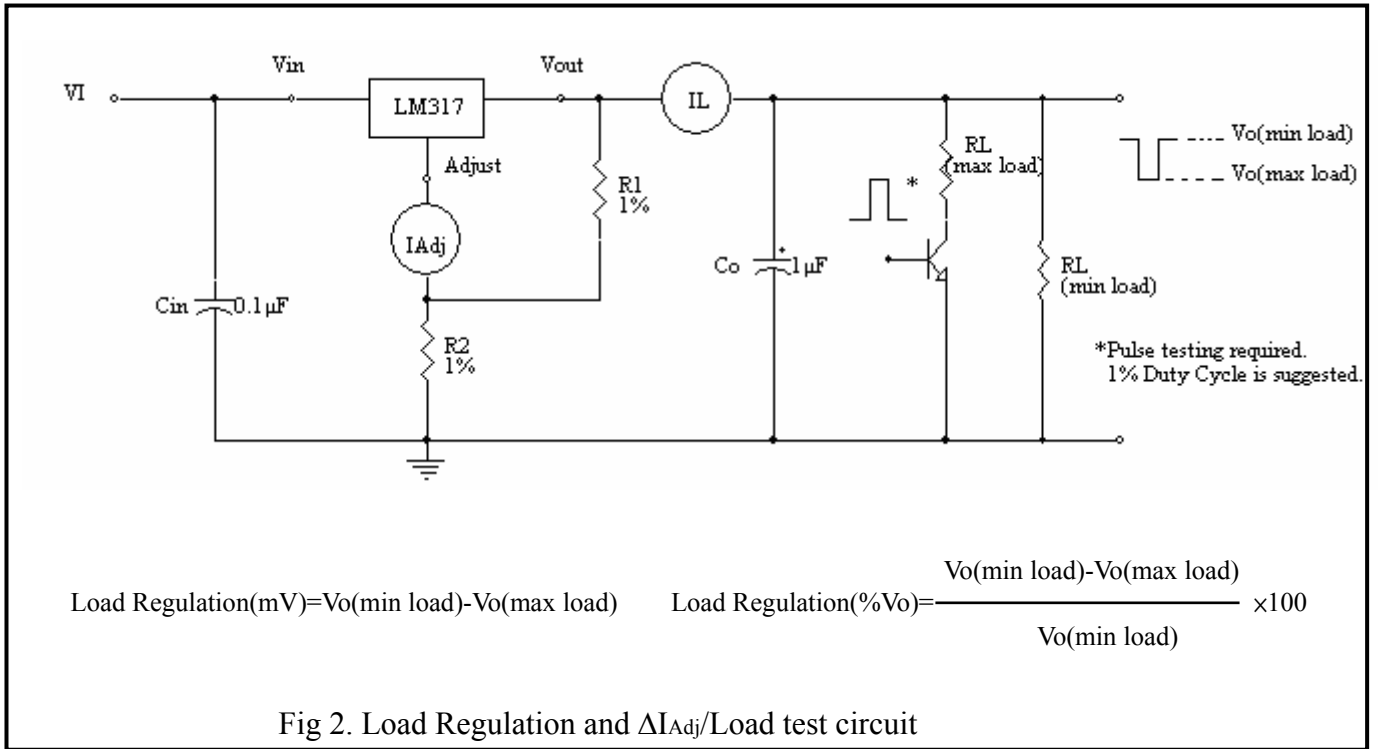 Vin
Vout
VI
LM317
IL
Adjust
RL
(max load)
Vo(min load)
Vo(max load)
R1
1%
*
IAdj
Co
1µF
RL
(min load)
Cin
0.1µF
R2
1%
*Pulse testing required.
1% Duty Cycle is suggested.
Load Regulation(mV)=Vo(min load)-Vo(max load)
Load Regulation(%Vo)=
Vo(min load)-Vo(max load)
Vo(min load)
×100
Fig 2. Load Regulation and ΔIAdj/Load test circuit